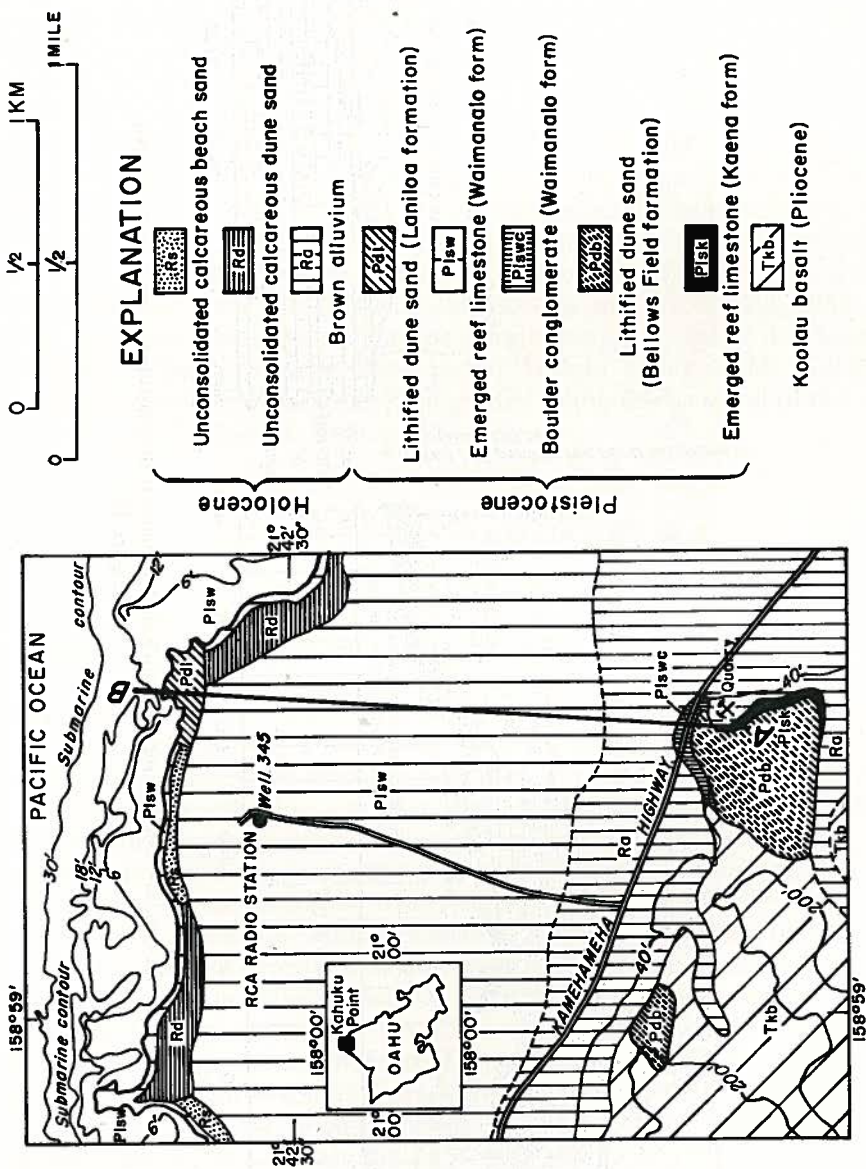 PACIFIC OCEAN
158°59'
Submarine contour
Submarine
contour
30'
18'
12'
6'
12'
6'
6'
Plsw
Plsw
Plsw
B
Rd
Rs
Pdl
Rd
21°
42'
30"
21°
42'
30"
RCA RADIO STATION
Well 345
Plsw
158°00'
Kahuku
Point
OAHU
21°
00'
21°
00'
158°00'
KAMEHAMEHA
HIGHWAY
Ra
Plswc
Quarry
40'
40'
A
Plsk
Pdb
Pdb
Ra
Tkb
Tkb
200'
200'
158°59'
0
1/2
1 KM
0
1/2
1 MILE
EXPLANATION
Holocene
Rs
Unconsolidated calcareous beach sand
Rd
Unconsolidated calcareous dune sand
Ra
Brown alluvium
Pleistocene
Pdl
Lithified dune sand (Laniloa formation)
Plsw
Emerged reef limestone (Waimanalo form)
Plswc
Boulder conglomerate (Waimanalo form)
Pdb
Lithified dune sand
(Bellows Field formation)
Plsk
Emerged reef limestone (Kaena form)
Tkb
Koolau basalt (Pliocene)